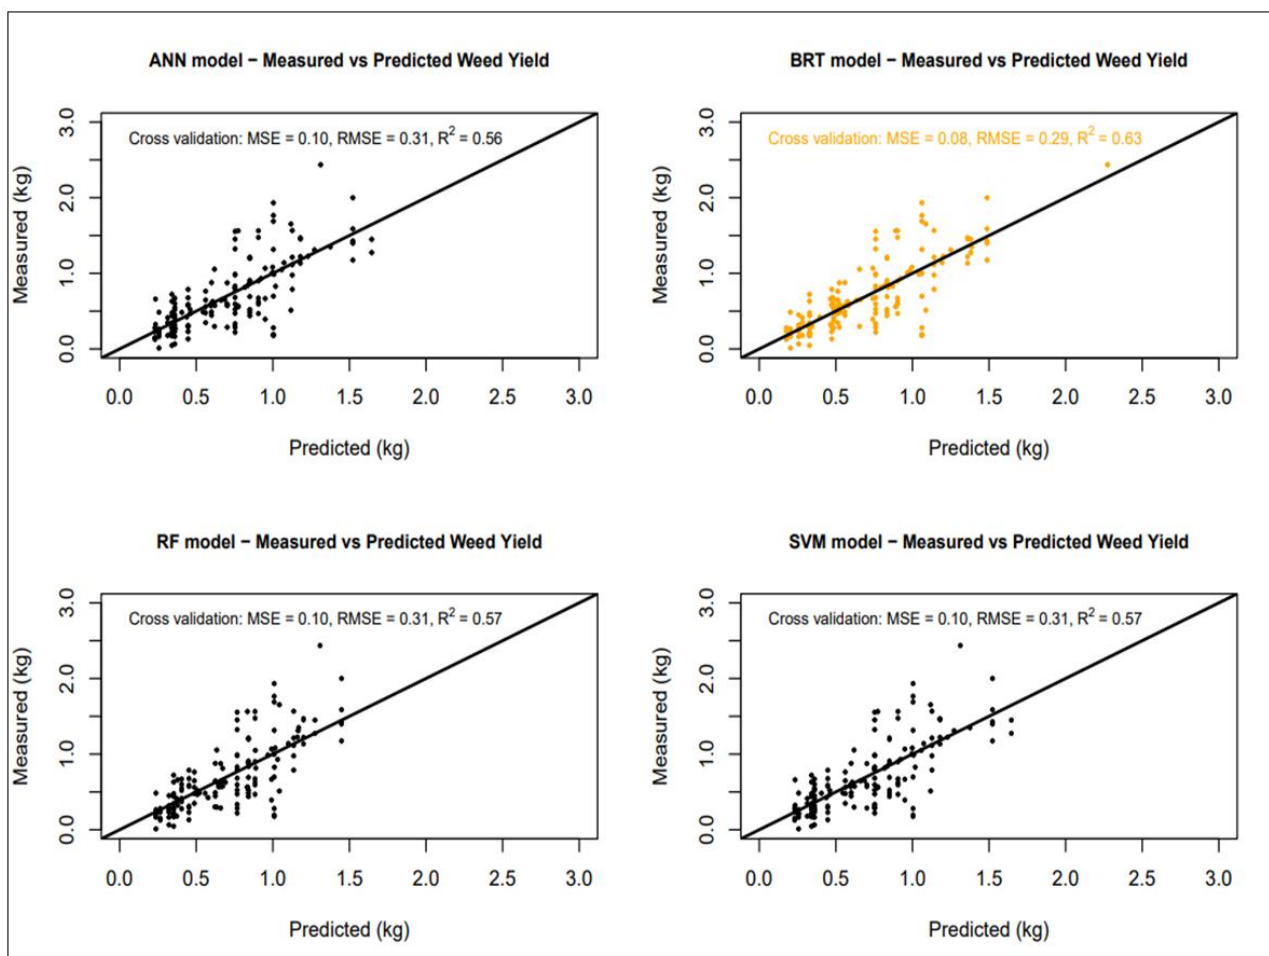 ANN model − Measured vs Predicted Weed Yield
Cross validation: MSE = 0.10, RMSE = 0.31, R² = 0.56
Measured (kg)
3.0
2.0
1.0
0.0
0.0 0.5 1.0 1.5 2.0 2.5 3.0
Predicted (kg)
BRT model − Measured vs Predicted Weed Yield
Cross validation: MSE = 0.08, RMSE = 0.29, R² = 0.63
Measured (kg)
3.0
2.0
1.0
0.0
0.0 0.5 1.0 1.5 2.0 2.5 3.0
Predicted (kg)
RF model − Measured vs Predicted Weed Yield
Cross validation: MSE = 0.10, RMSE = 0.31, R² = 0.57
Measured (kg)
3.0
2.0
1.0
0.0
0.0 0.5 1.0 1.5 2.0 2.5 3.0
Predicted (kg)
SVM model − Measured vs Predicted Weed Yield
Cross validation: MSE = 0.10, RMSE = 0.31, R² = 0.57
Measured (kg)
3.0
2.0
1.0
0.0
0.0 0.5 1.0 1.5 2.0 2.5 3.0
Predicted (kg)